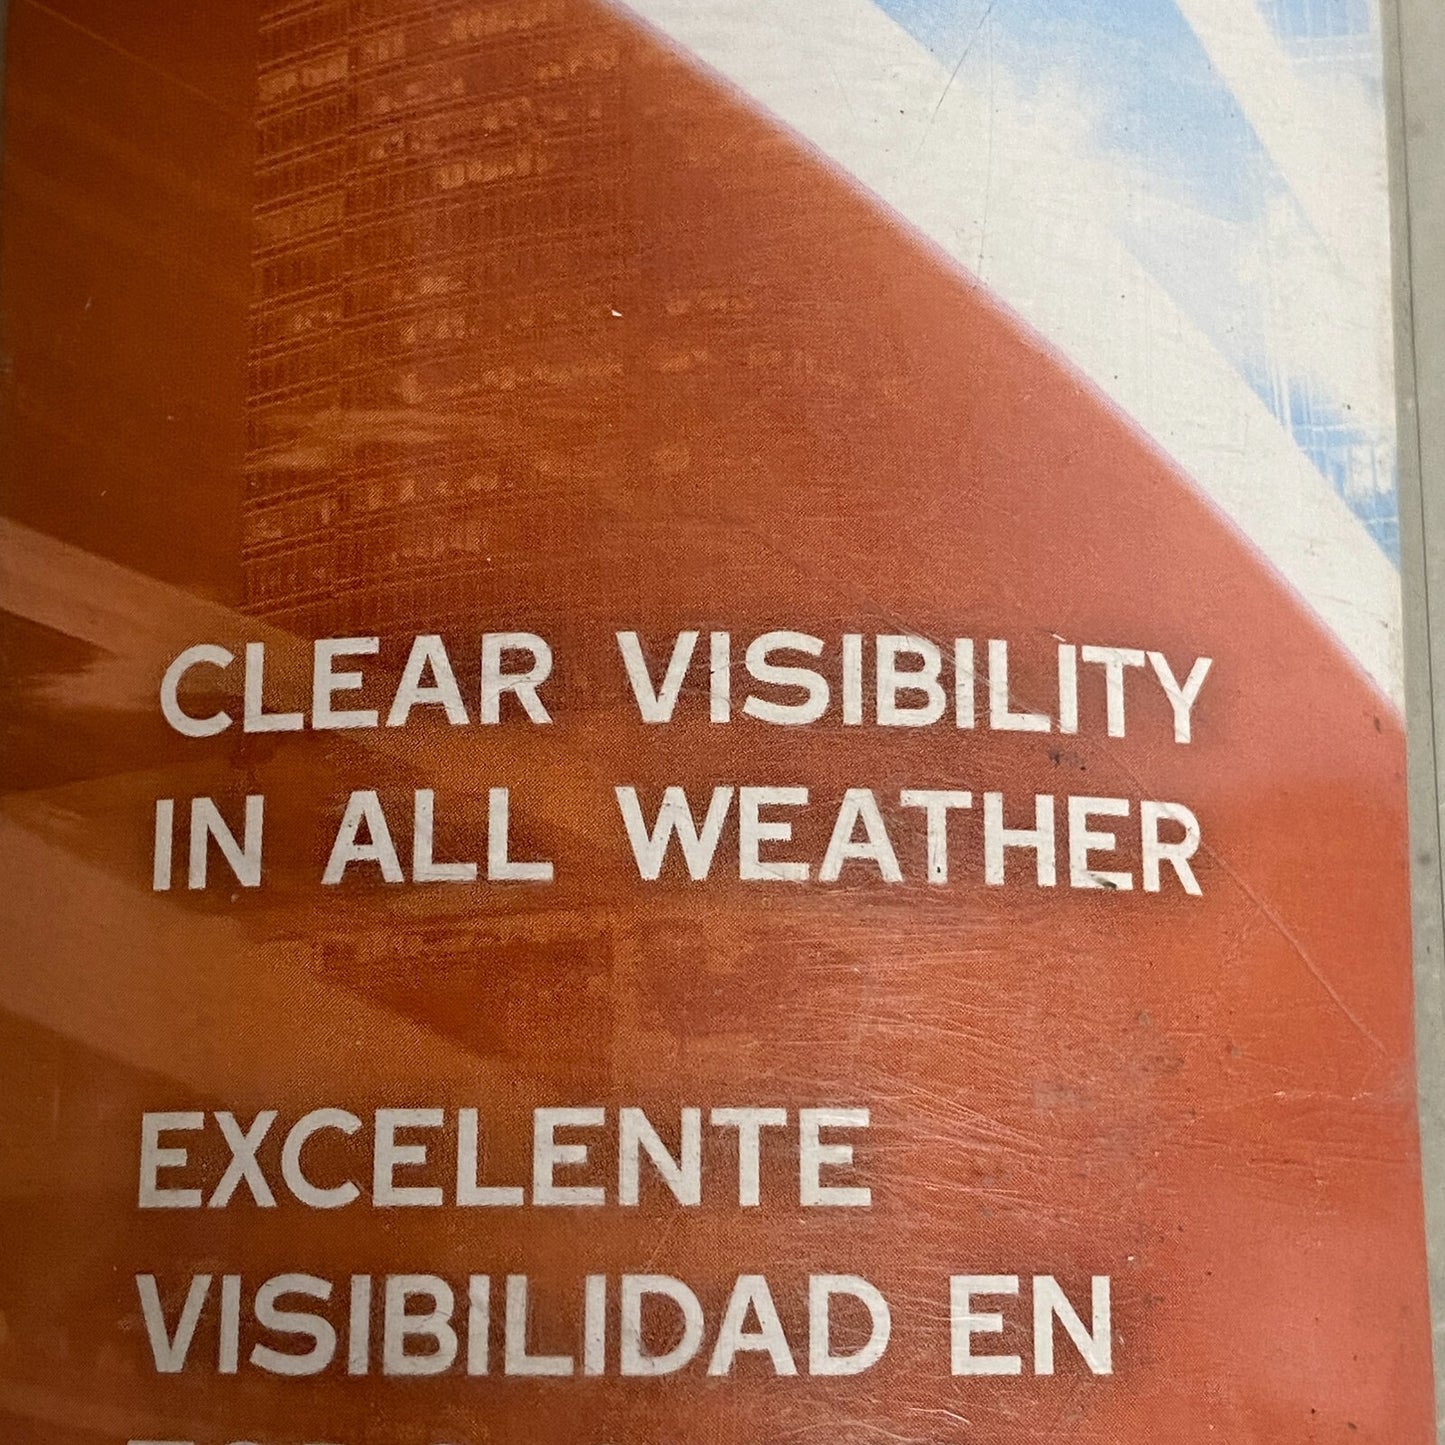 CLEAR VISIBILITY
IN ALL WEATHER
EXCELENTE
VISIBILIDAD EN